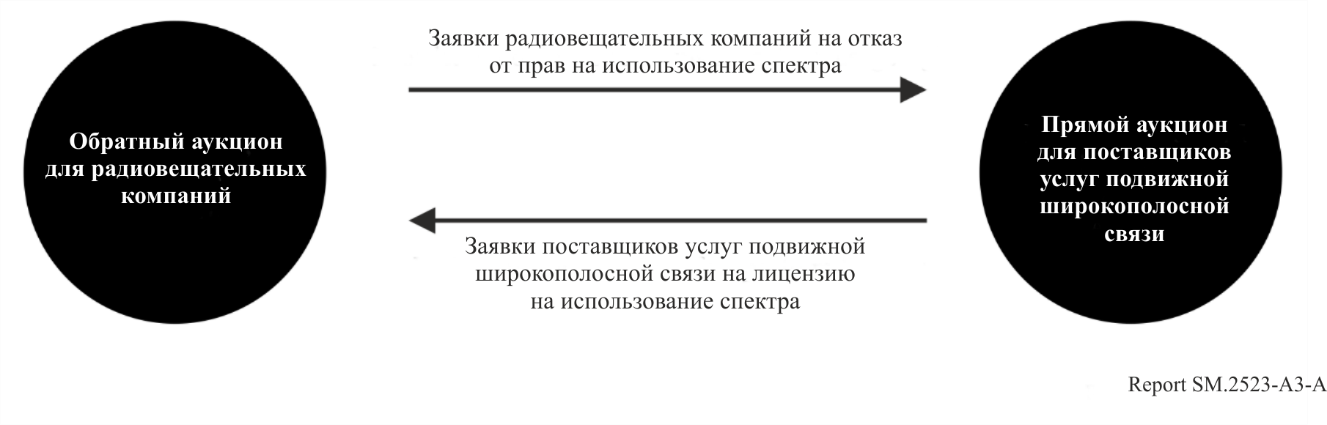 Заявки радиовещательных компаний на отказ
от прав на использование спектра
Обратный аукцион
для радиовещательных
компаний
Прямой аукцион
для поставщиков
услуг подвижной
широкополосной
связи
Заявки поставщиков услуг подвижной
широкополосной связи на лицензию
на использование спектра
Report SM.2523-A3-A